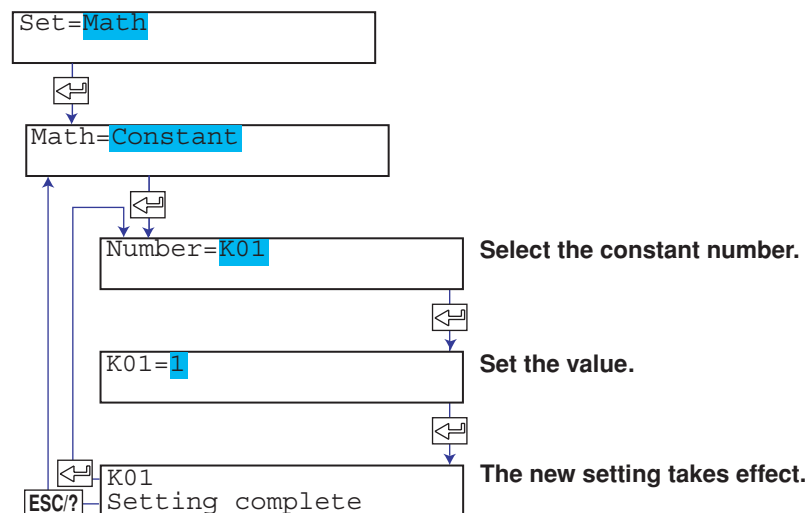 Set=Math
Math=Constant
Number=K01
Select the constant number.
K01=1
Set the value.
K01
The new setting takes effect.
ESC/?
Setting complete